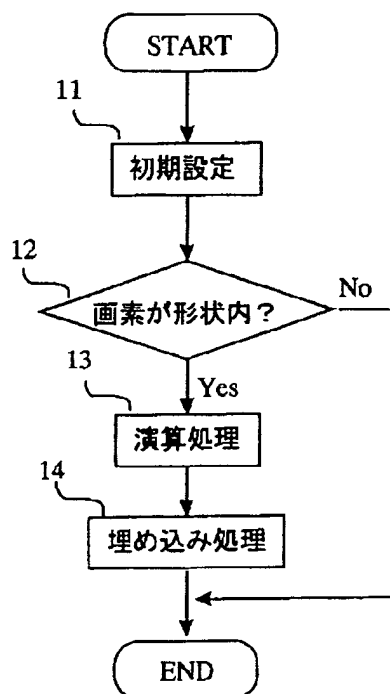 START
11
初期設定
12
画素が形状内？
No
Yes
13
演算処理
14
埋め込み処理
END